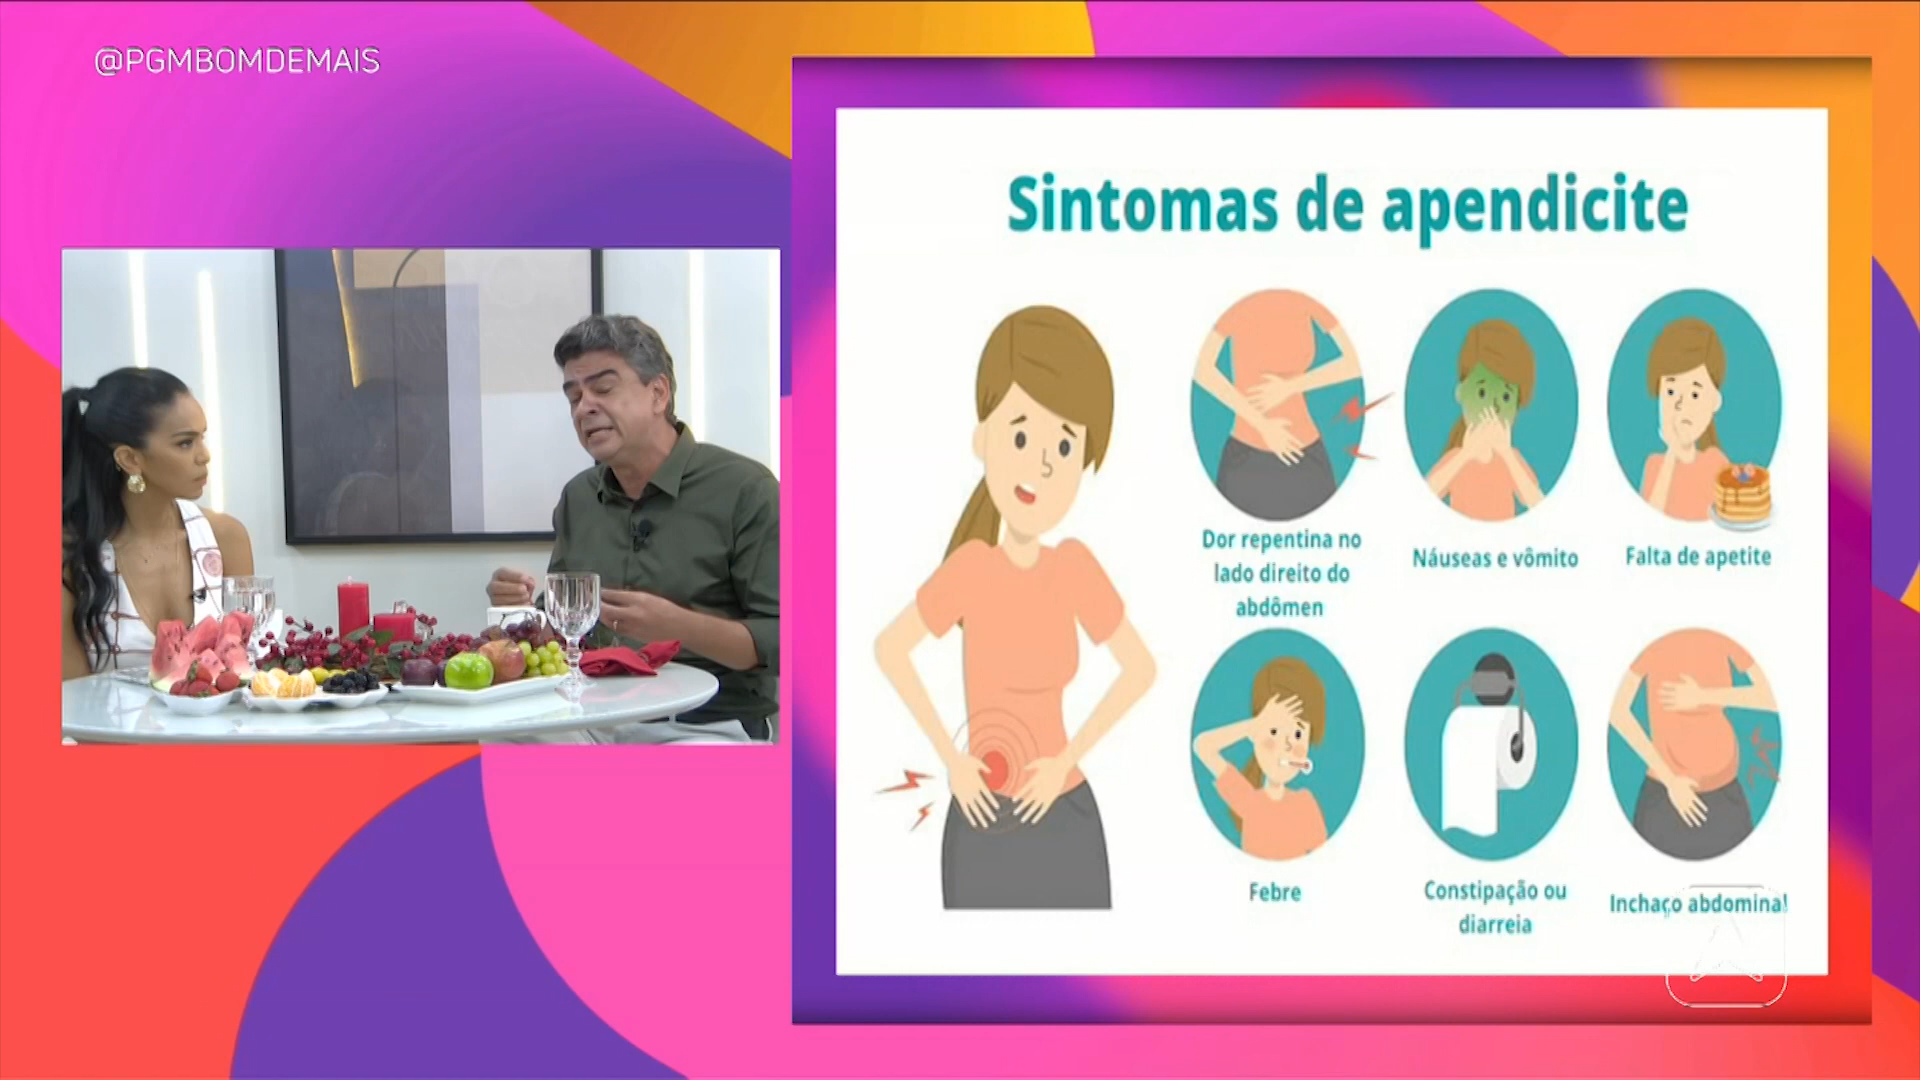 @PGMBOMDEMAIS
Sintomas de apendicite
Dor repentina no
lado direito do
abdômen
Náuseas e vômito
Falta de apetite
Febre
Constipação ou
diarreia
Inchaço abdominal